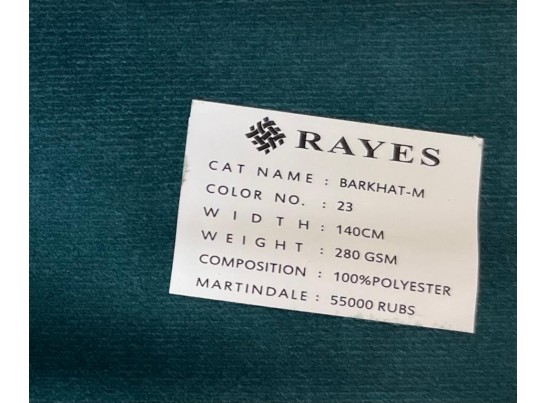 RAYES
CAT NAME : BARKHAT-M
COLOR NO. : 23
WIDTH : 140CM
WEIGHT : 280 GSM
COMPOSITION : 100%POLYESTER
MARTINDALE : 55000 RUBS